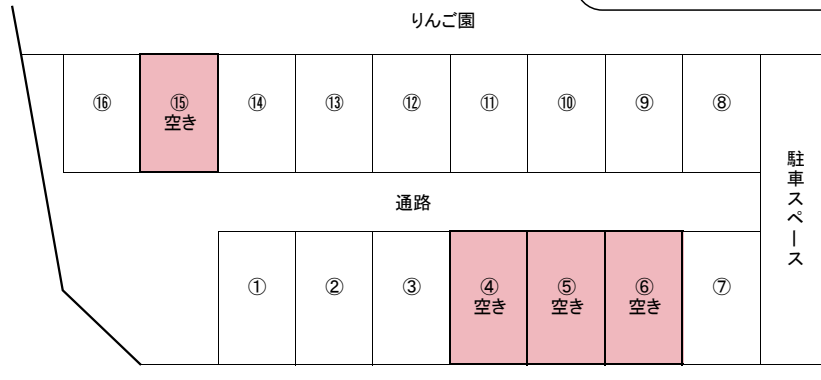 りんご園
⑯
⑮
空き
⑭
⑬
⑫
⑪
⑩
⑨
⑧
駐車スペース
通路
①
②
③
④
空き
⑤
空き
⑥
空き
⑦